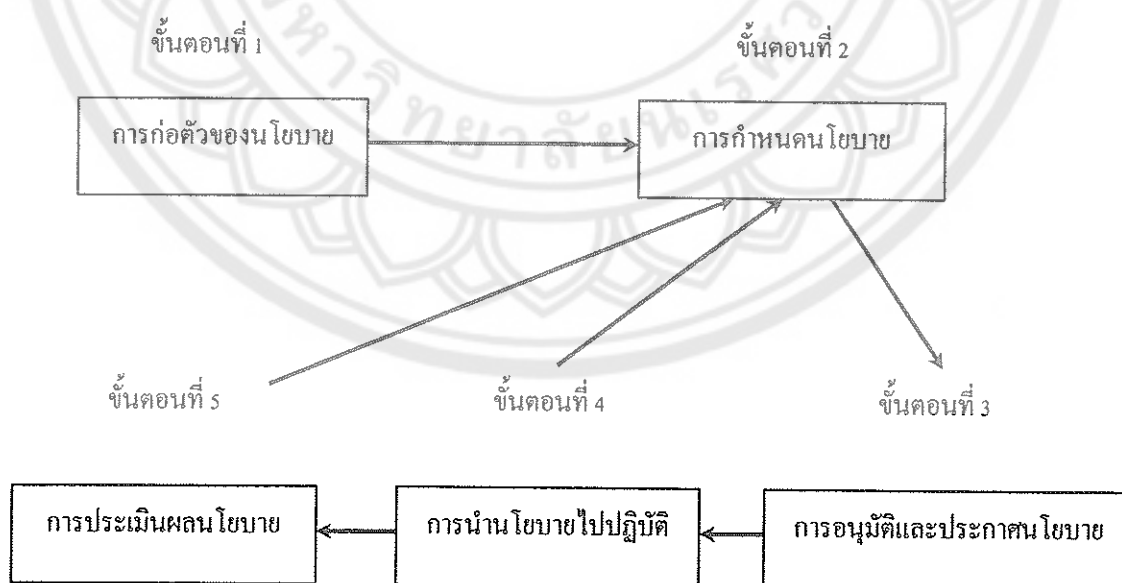 ขั้นตอนที่ 1
ขั้นตอนที่ 2
การก่อตัวของนโยบาย
การกำหนดนโยบาย
ขั้นตอนที่ 5
ขั้นตอนที่ 4
ขั้นตอนที่ 3
การประเมินผลนโยบาย
การนำนโยบายไปปฏิบัติ
การอนุมัติและประกาศนโยบาย